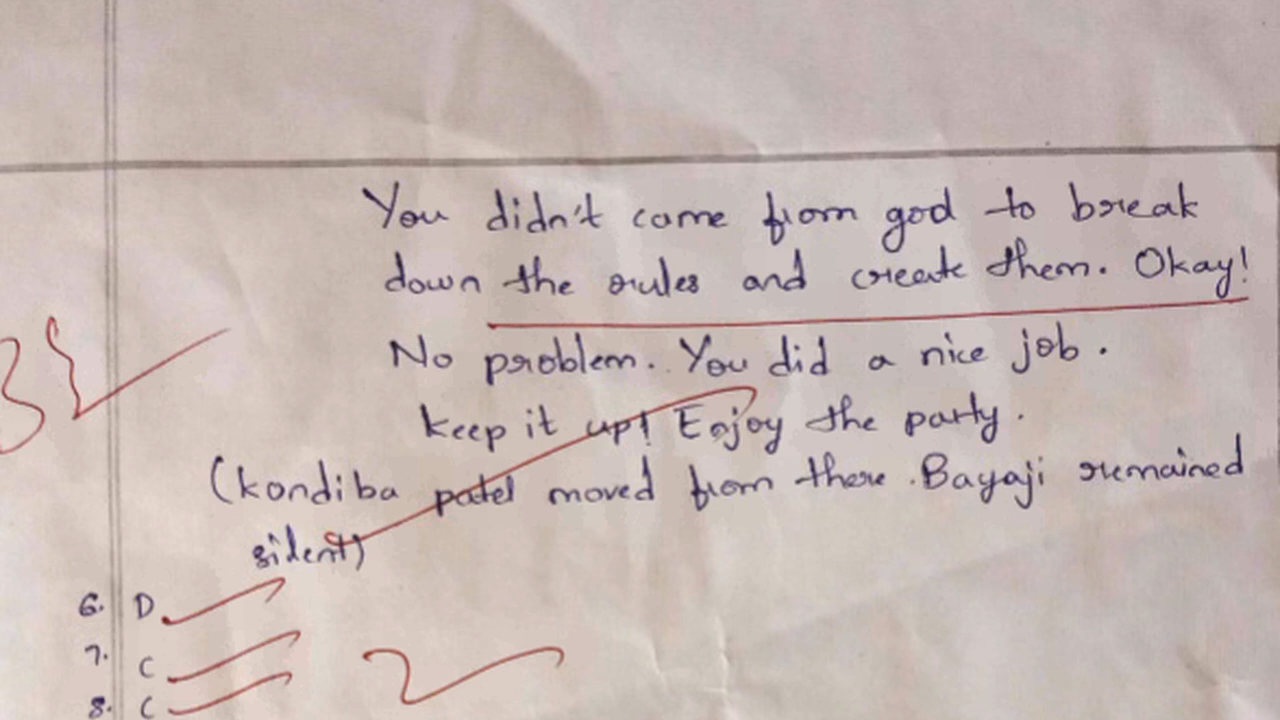 You didn't came from god to break
down the rules and create them. Okay!
No problem. You did a nice job.
keep it up! Enjoy the party.
(kondiba patel moved from there. Bayaji remained
silent)
6. D
7. C
8. C